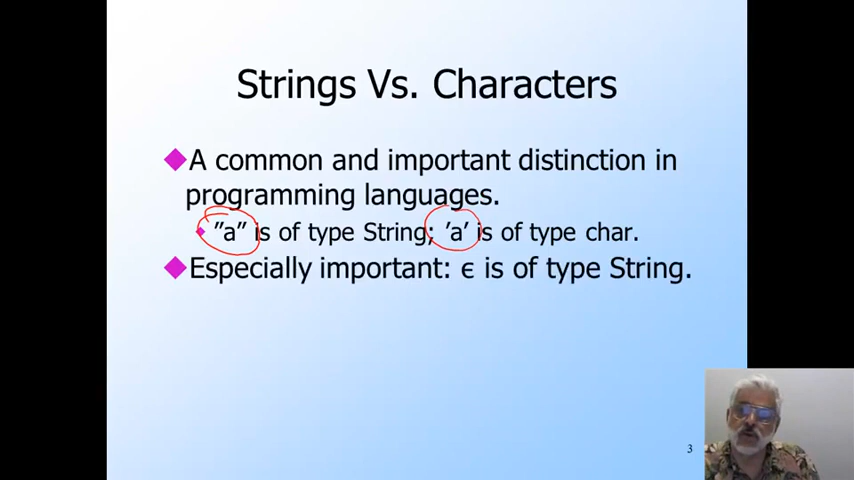 Strings Vs. Characters
A common and important distinction in
programming languages.
”a” is of type String; ’a’ is of type char.
Especially important: ϵ is of type String.
3